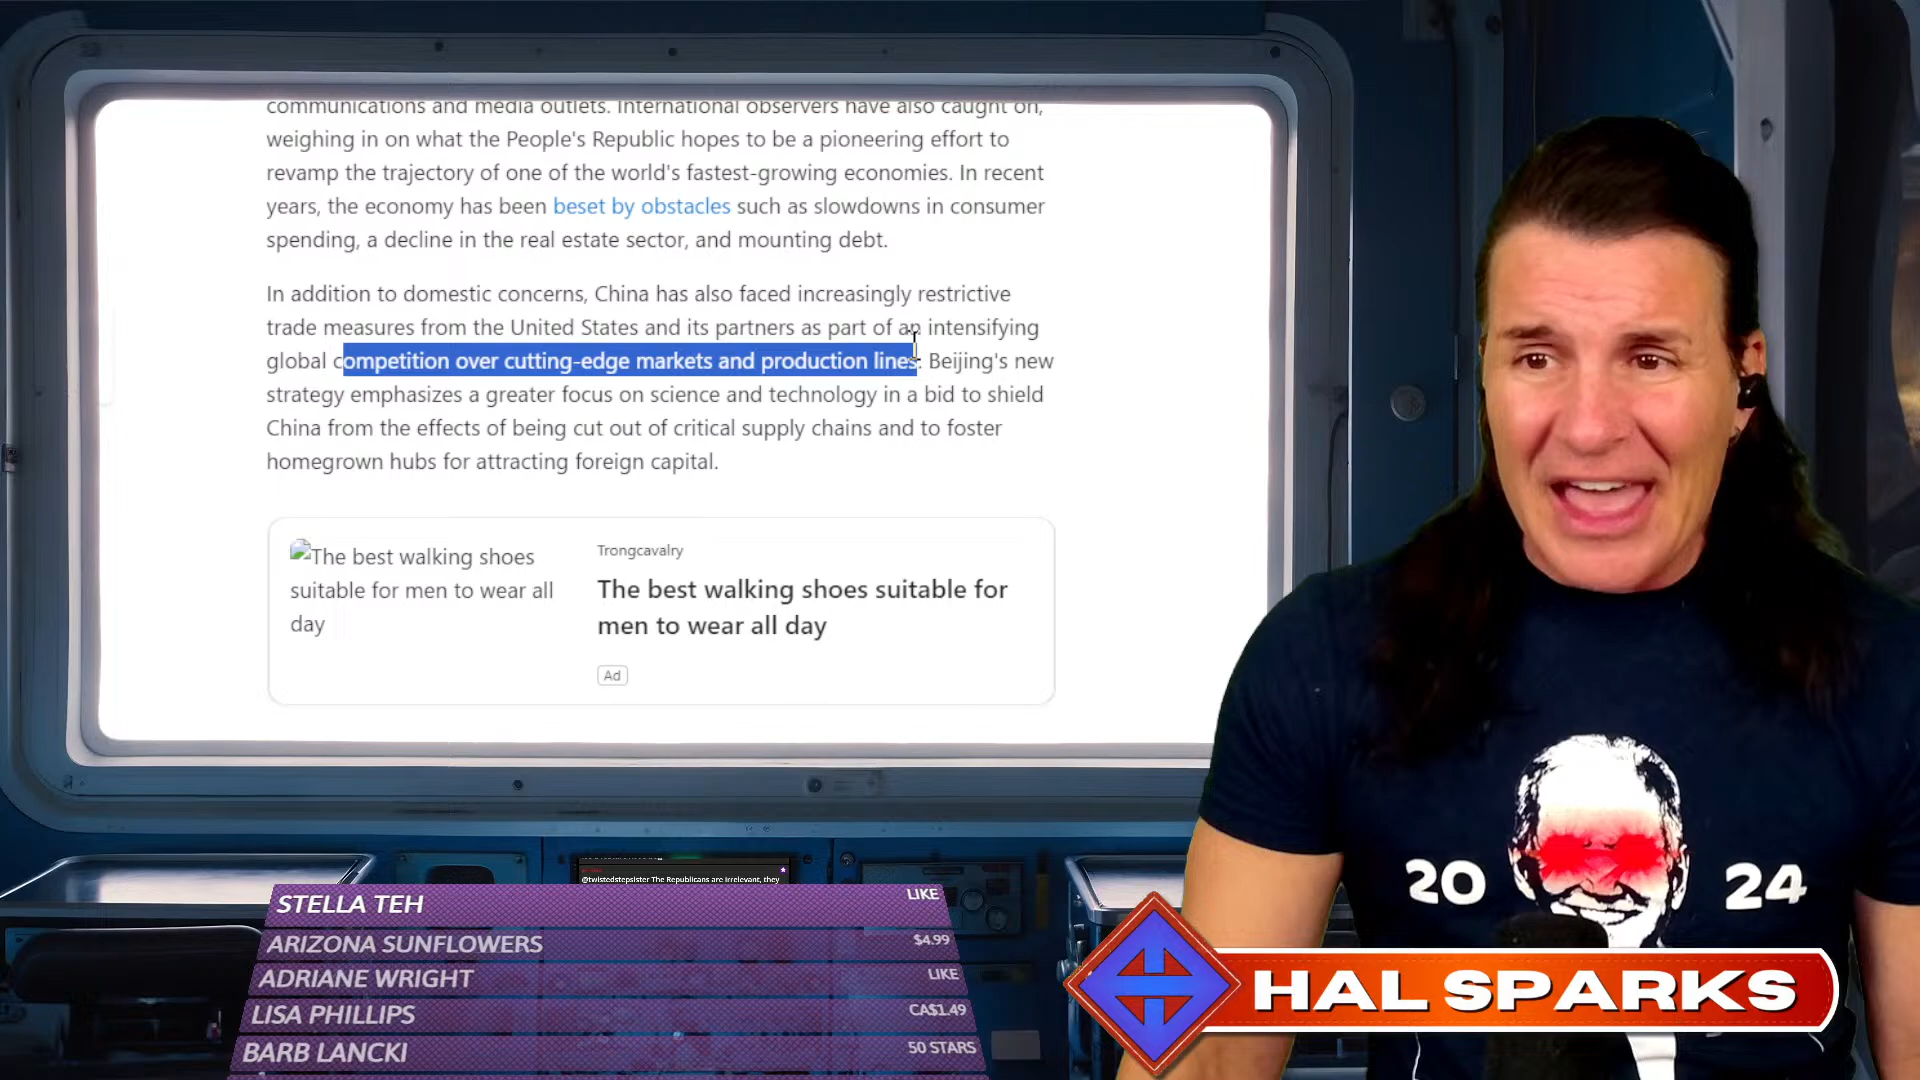 communications and media outlets. International observers have also caught on,
weighing in on what the People's Republic hopes to be a pioneering effort to
revamp the trajectory of one of the world's fastest-growing economies. In recent
years, the economy has been beset by obstacles such as slowdowns in consumer
spending, a decline in the real estate sector, and mounting debt.
In addition to domestic concerns, China has also faced increasingly restrictive
trade measures from the United States and its partners as part of an intensifying
global competition over cutting-edge markets and production lines. Beijing's new
strategy emphasizes a greater focus on science and technology in a bid to shield
China from the effects of being cut out of critical supply chains and to foster
homegrown hubs for attracting foreign capital.
The best walking shoes
suitable for men to wear all
day
Trongcavalry
The best walking shoes suitable for
men to wear all day
Ad
@twistedstepsister The Republicans are irrelevant, they
STELLA TEH LIKE
ARIZONA SUNFLOWERS $4.99
ADRIANE WRIGHT LIKE
LISA PHILLIPS CA$1.49
BARB LANCKI 50 STARS
20 24
HAL SPARKS